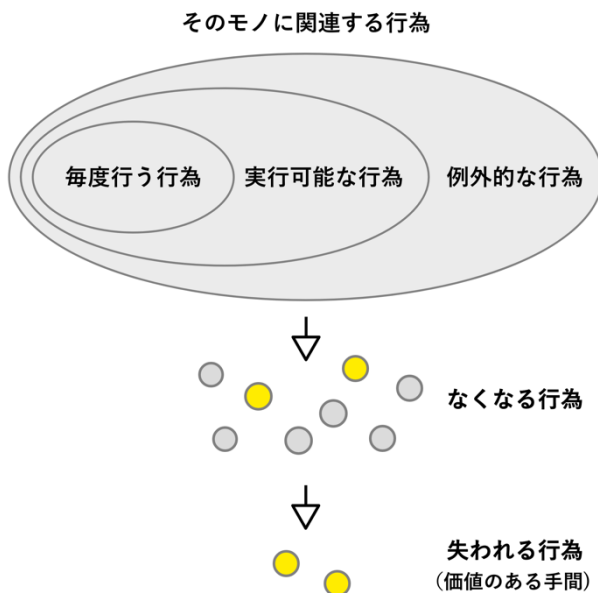 そのモノに関連する行為
毎度行う行為
実行可能な行為
例外的な行為
なくなる行為
失われる行為
（価値のある手間）